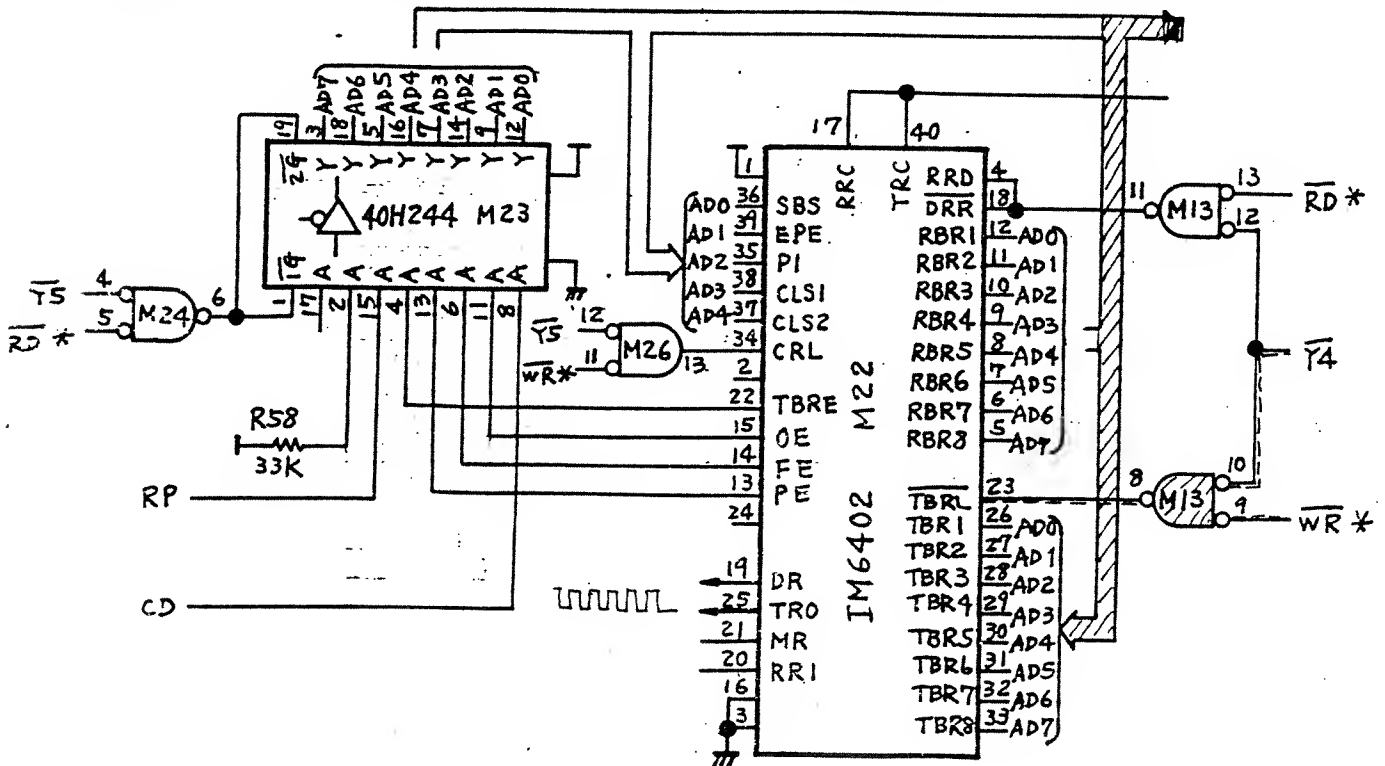 AD7 AD6 AD5 AD4 AD3 AD2 AD1 AD0
19 3 18 5 16 7 14 9 12
2G Y Y Y Y Y Y Y Y
40H244 M23
1G A A A A A A A A
1 17 2 15 4 13 6 11 8
Y5 4
RD * 5
M24 6
R58
33K
RP
CD
Y5 12
WR* 11
M26 13
17 40
RRC TRC
1
AD0 36 SBS
AD1 39 EPE
AD2 35 PI
AD3 38 CLS1
AD4 37 CLS2
34 CRL
2
22 TBRE
15 OE
14 FE
13 PE
24
19 DR
25 TRO
21 MR
20 RRI
16
3
IM6402 M22
RRD 4
DRR 18
RBR1 12 AD0
RBR2 11 AD1
RBR3 10 AD2
RBR4 9 AD3
RBR5 8 AD4
RBR6 7 AD5
RBR7 6 AD6
RBR8 5 AD7
TBRL 23
TBR1 26 AD0
TBR2 27 AD1
TBR3 28 AD2
TBR4 29 AD3
TBR5 30 AD4
TBR6 31 AD5
TBR7 32 AD6
TBR8 33 AD7
11 M13 13 RD *
12
Y4
8 M13 10
9 WR *